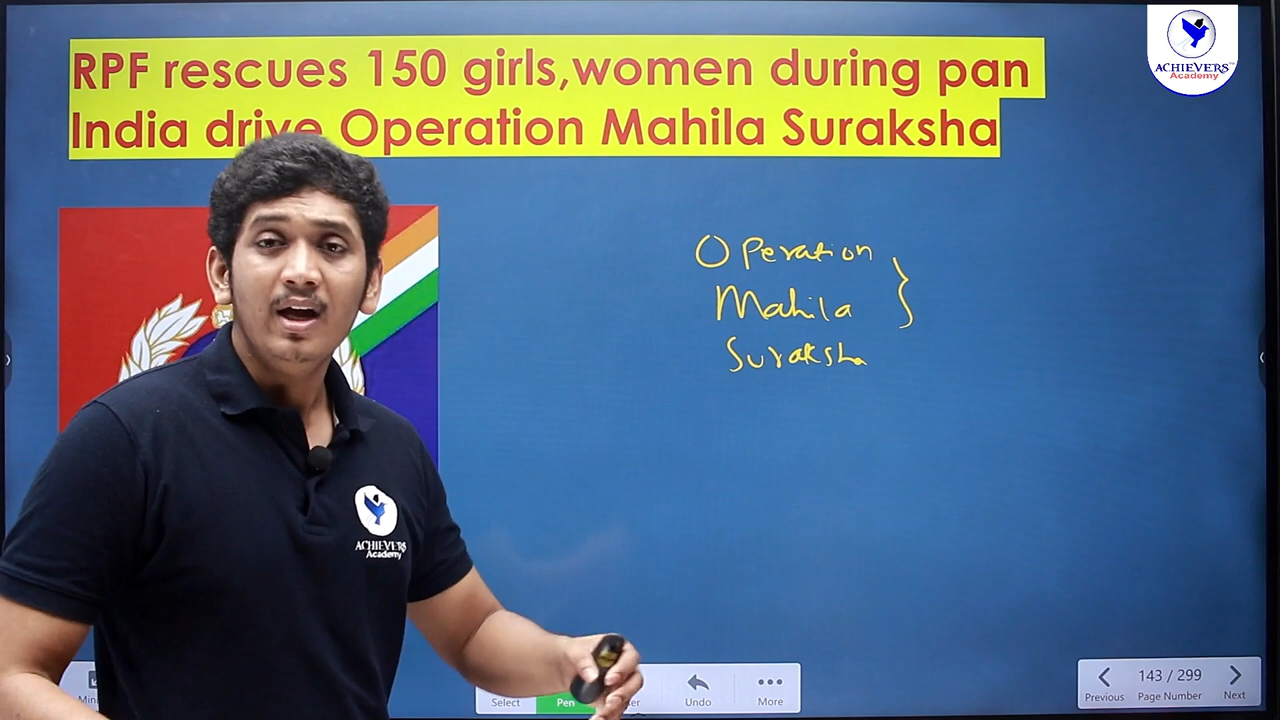 RPF rescues 150 girls,women during pan
India drive Operation Mahila Suraksha
ACHIEVERS™
Academy
Operation
Mahila
Suraksha
ACHIEVERS
Academy
Select
Pen
Undo
More
143 / 299
Previous
Page Number
Next